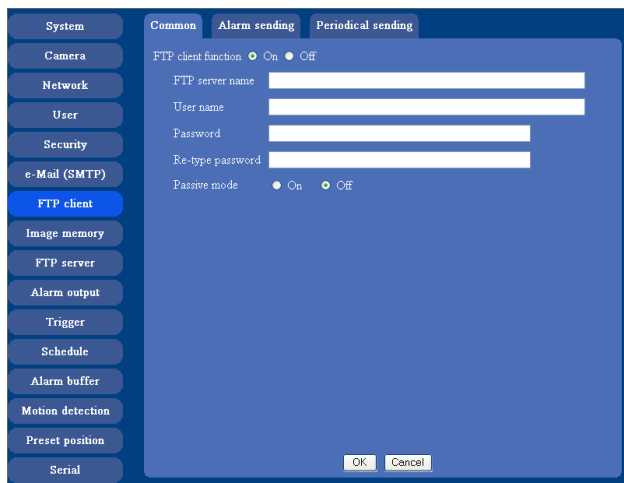 System
Camera
Network
User
Security
e-Mail (SMTP)
FTP client
Image memory
FTP server
Alarm output
Trigger
Schedule
Alarm buffer
Motion detection
Preset position
Serial
Common Alarm sending Periodical sending
FTP client function On Off
FTP server name
User name
Password
Re-type password
Passive mode On Off
OK Cancel